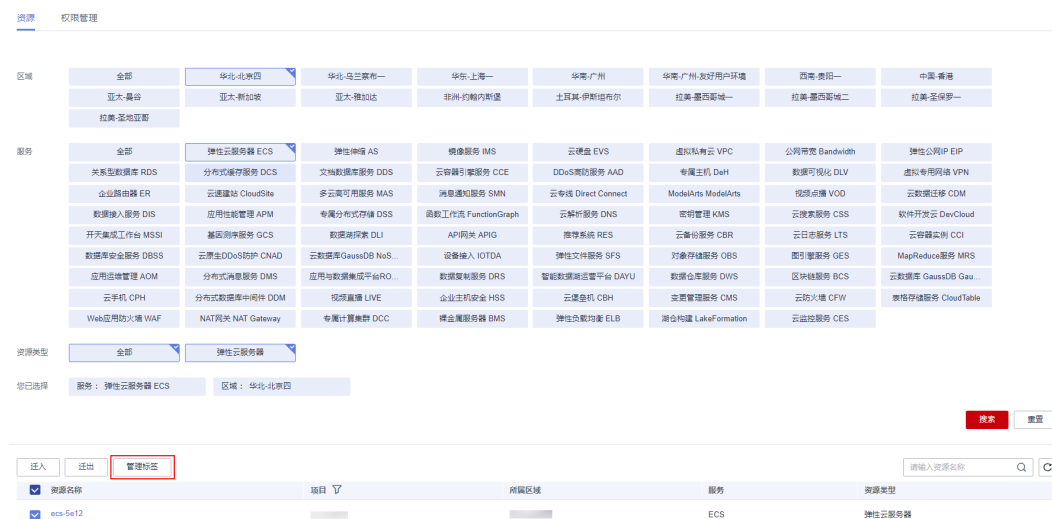 资源 权限管理
区域 全部 华北-北京四 华北-乌兰察布一 华东-上海一 华南-广州 华南-广州-友好用户环境 西南-贵阳一 中国-香港
亚太-曼谷 亚太-新加坡 亚太-雅加达 非洲-约翰内斯堡 土耳其-伊斯坦布尔 拉美-墨西哥城一 拉美-墨西哥城二 拉美-圣保罗一
拉美-圣地亚哥
服务 全部 弹性云服务器 ECS 弹性伸缩 AS 镜像服务 IMS 云硬盘 EVS 虚拟私有云 VPC 公网带宽 Bandwidth 弹性公网IP EIP
关系型数据库 RDS 分布式缓存服务 DCS 文档数据库服务 DDS 云容器引擎服务 CCE DDoS高防服务 AAD 专属主机 DeH 数据可视化 DLV 虚拟专用网络 VPN
企业路由器 ER 云速建站 CloudSite 多云高可用服务 MAS 消息通知服务 SMN 云专线 Direct Connect ModelArts ModelArts 视频点播 VOD 云数据迁移 CDM
数据接入服务 DIS 应用性能管理 APM 专属分布式存储 DSS 函数工作流 FunctionGraph 云解析服务 DNS 密钥管理 KMS 云搜索服务 CSS 软件开发云 DevCloud
开天集成工作台 MSSI 基因测序服务 GCS 数据湖探索 DLI API网关 APIG 推荐系统 RES 云备份服务 CBR 云日志服务 LTS 云容器实例 CCI
数据库安全服务 DBSS 云原生DDoS防护 CNAD 云数据库GaussDB NoS... 设备接入 IOTDA 弹性文件服务 SFS 对象存储服务 OBS 图引擎服务 GES MapReduce服务 MRS
应用运维管理 AOM 分布式消息服务 DMS 应用与数据集成平台RO... 数据复制服务 DRS 智能数据湖运营平台 DAYU 数据仓库服务 DWS 区块链服务 BCS 云数据库 GaussDB Gau...
云手机 CPH 分布式数据库中间件 DDM 视频直播 LIVE 企业主机安全 HSS 云堡垒机 CBH 变更管理服务 CMS 云防火墙 CFW 表格存储服务 CloudTable
Web应用防火墙 WAF NAT网关 NAT Gateway 专属计算集群 DCC 裸金属服务器 BMS 弹性负载均衡 ELB 湖仓构建 LakeFormation 云监控服务 CES
资源类型 全部 弹性云服务器
您已选择 服务： 弹性云服务器 ECS 区域： 华北-北京四
搜索 重置
迁入 迁出 管理标签 请输入资源名称
资源名称 项目 所属区域 服务 资源类型
ecs-5e12 ECS 弹性云服务器